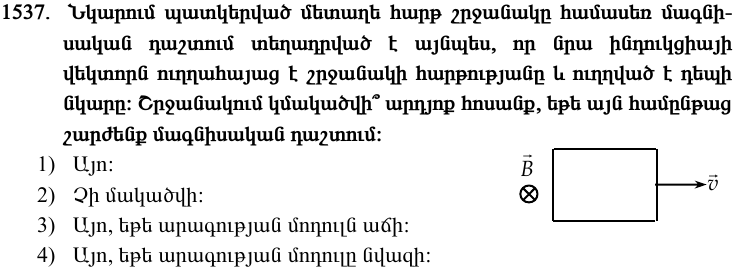 1537. Նկարում պատկերված մետաղե հարթ շրջանակը համասեռ մագնի-
սական դաշտում տեղադրված է այնպես, որ նրա ինդուկցիայի
վեկտորն ուղղահայաց է շրջանակի հարթությանը և ուղղված է դեպի
նկարը: Շրջանակում կմակածվի՞ արդյոք հոսանք, եթե այն համընթաց
շարժենք մագնիսական դաշտում:
1) Այո:
2) Չի մակածվի:
3) Այո, եթե արագության մոդուլն աճի:
4) Այո, եթե արագության մոդուլը նվազի:
B
v